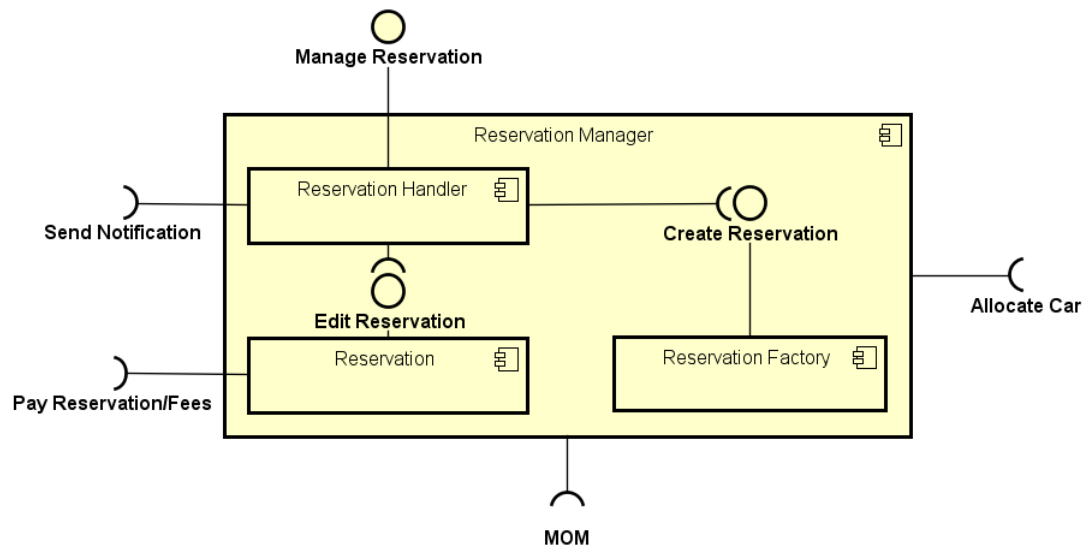 Manage Reservation
Reservation Manager
Reservation Handler
Send Notification
Create Reservation
Allocate Car
Edit Reservation
Reservation
Reservation Factory
Pay Reservation/Fees
MOM